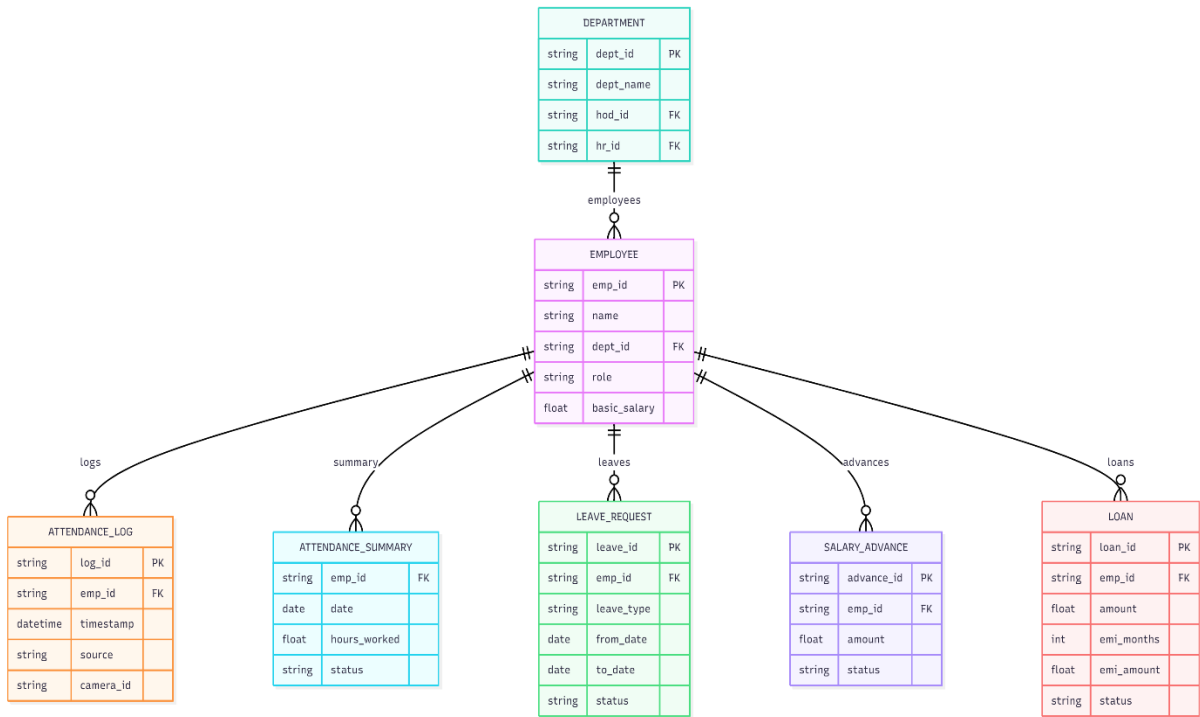 DEPARTMENT
string dept_id PK
string dept_name
string hod_id FK
string hr_id FK
employees
EMPLOYEE
string emp_id PK
string name
string dept_id FK
string role
float basic_salary
logs
summary
leaves
advances
loans
ATTENDANCE_LOG
string log_id PK
string emp_id FK
datetime timestamp
string source
string camera_id
ATTENDANCE_SUMMARY
string emp_id FK
date date
float hours_worked
string status
LEAVE_REQUEST
string leave_id PK
string emp_id FK
string leave_type
date from_date
date to_date
string status
SALARY_ADVANCE
string advance_id PK
string emp_id FK
float amount
string status
LOAN
string loan_id PK
string emp_id FK
float amount
int emi_months
float emi_amount
string status